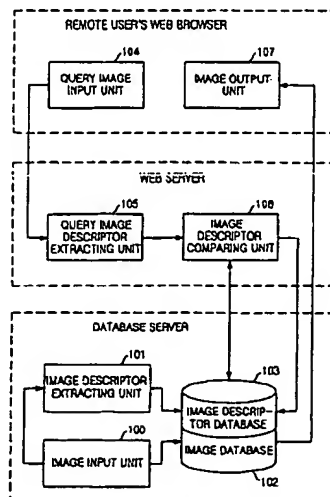 REMOTE USER'S WEB BROWSER
104
107
QUERY IMAGE
INPUT UNIT
IMAGE OUTPUT
UNIT
WEB SERVER
105
106
QUERY IMAGE
DESCRIPTOR
EXTRACTING UNIT
IMAGE
DESCRIPTOR
COMPARING UNIT
DATABASE SERVER
101
103
IMAGE DESCRIPTOR
EXTRACTING UNIT
IMAGE DESCRIP-
TOR DATABASE
100
IMAGE INPUT UNIT
IMAGE DATABASE
102